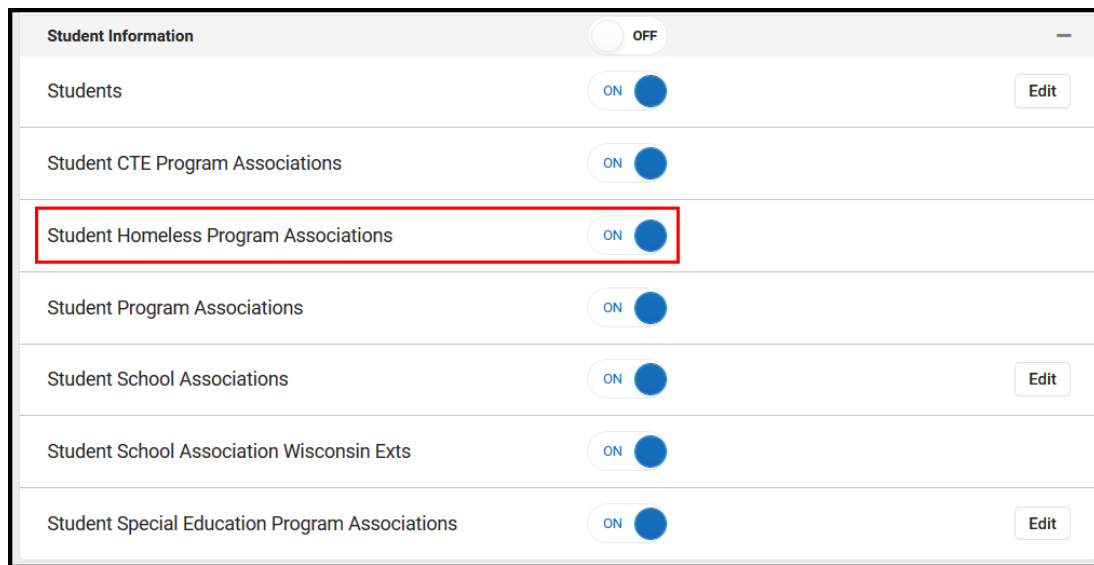 Student Information OFF
Students ON Edit
Student CTE Program Associations ON
Student Homeless Program Associations ON
Student Program Associations ON
Student School Associations ON Edit
Student School Association Wisconsin Exts ON
Student Special Education Program Associations ON Edit